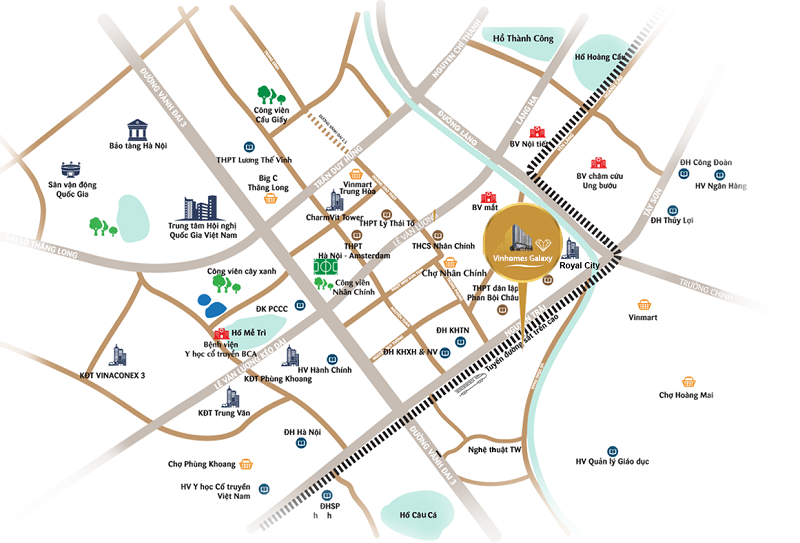 Hồ Thành Công
Hồ Hoàng Cầu
NGUYỄN CHÍ THANH
LÁNG HẠ
ĐƯỜNG LÁNG
ĐƯỜNG VÀNH ĐAI 3
Công viên
Cầu Giấy
ĐƯỜNG VÀNH ĐAI 2.5
Bảo tàng Hà Nội
THPT Lương Thế Vinh
TRẦN DUY HƯNG
BV Nội tiết
BV châm cứu
Ung bướu
ĐH Công Đoàn
HV Ngân Hàng
Sân vận động
Quốc Gia
Big C
Thăng Long
Vinmart
Trung Hòa
CharmVit Tower
THPT Lý Thái Tổ
BV mắt
TÂY SƠN
ĐH Thủy Lợi
Trung tâm Hội nghị
Quốc Gia Việt Nam
LÊ VĂN LƯƠNG
THPT
Hà Nội - Amsterdam
THCS Nhân Chính
Vinhomes Galaxy
Royal City
THĂNG LONG
Chợ Nhân Chính
Công viên cây xanh
Công viên
Nhân Chính
THPT dân lập
Phan Bội Châu
TRƯỜNG CHINH
ĐK PCCC
Hồ Mễ Trì
Bệnh viện
Y học cổ truyền BCA
ĐH KHTN
ĐH KHXH & NV
NGUYỄN TRÃI
Tuyến đường sắt trên cao
Vinmart
KĐT VINACONEX 3
LÊ VĂN LƯƠNG KÉO DÀI
KĐT Phùng Khoang
HV Hành Chính
KĐT Trung Văn
Chợ Hoàng Mai
ĐH Hà Nội
ĐƯỜNG VÀNH ĐAI 3
Nghệ thuật TW
Chợ Phùng Khoang
HV Quản lý Giáo dục
HV Y học Cổ truyền
Việt Nam
ĐHSP
h h
Hồ Câu Cá